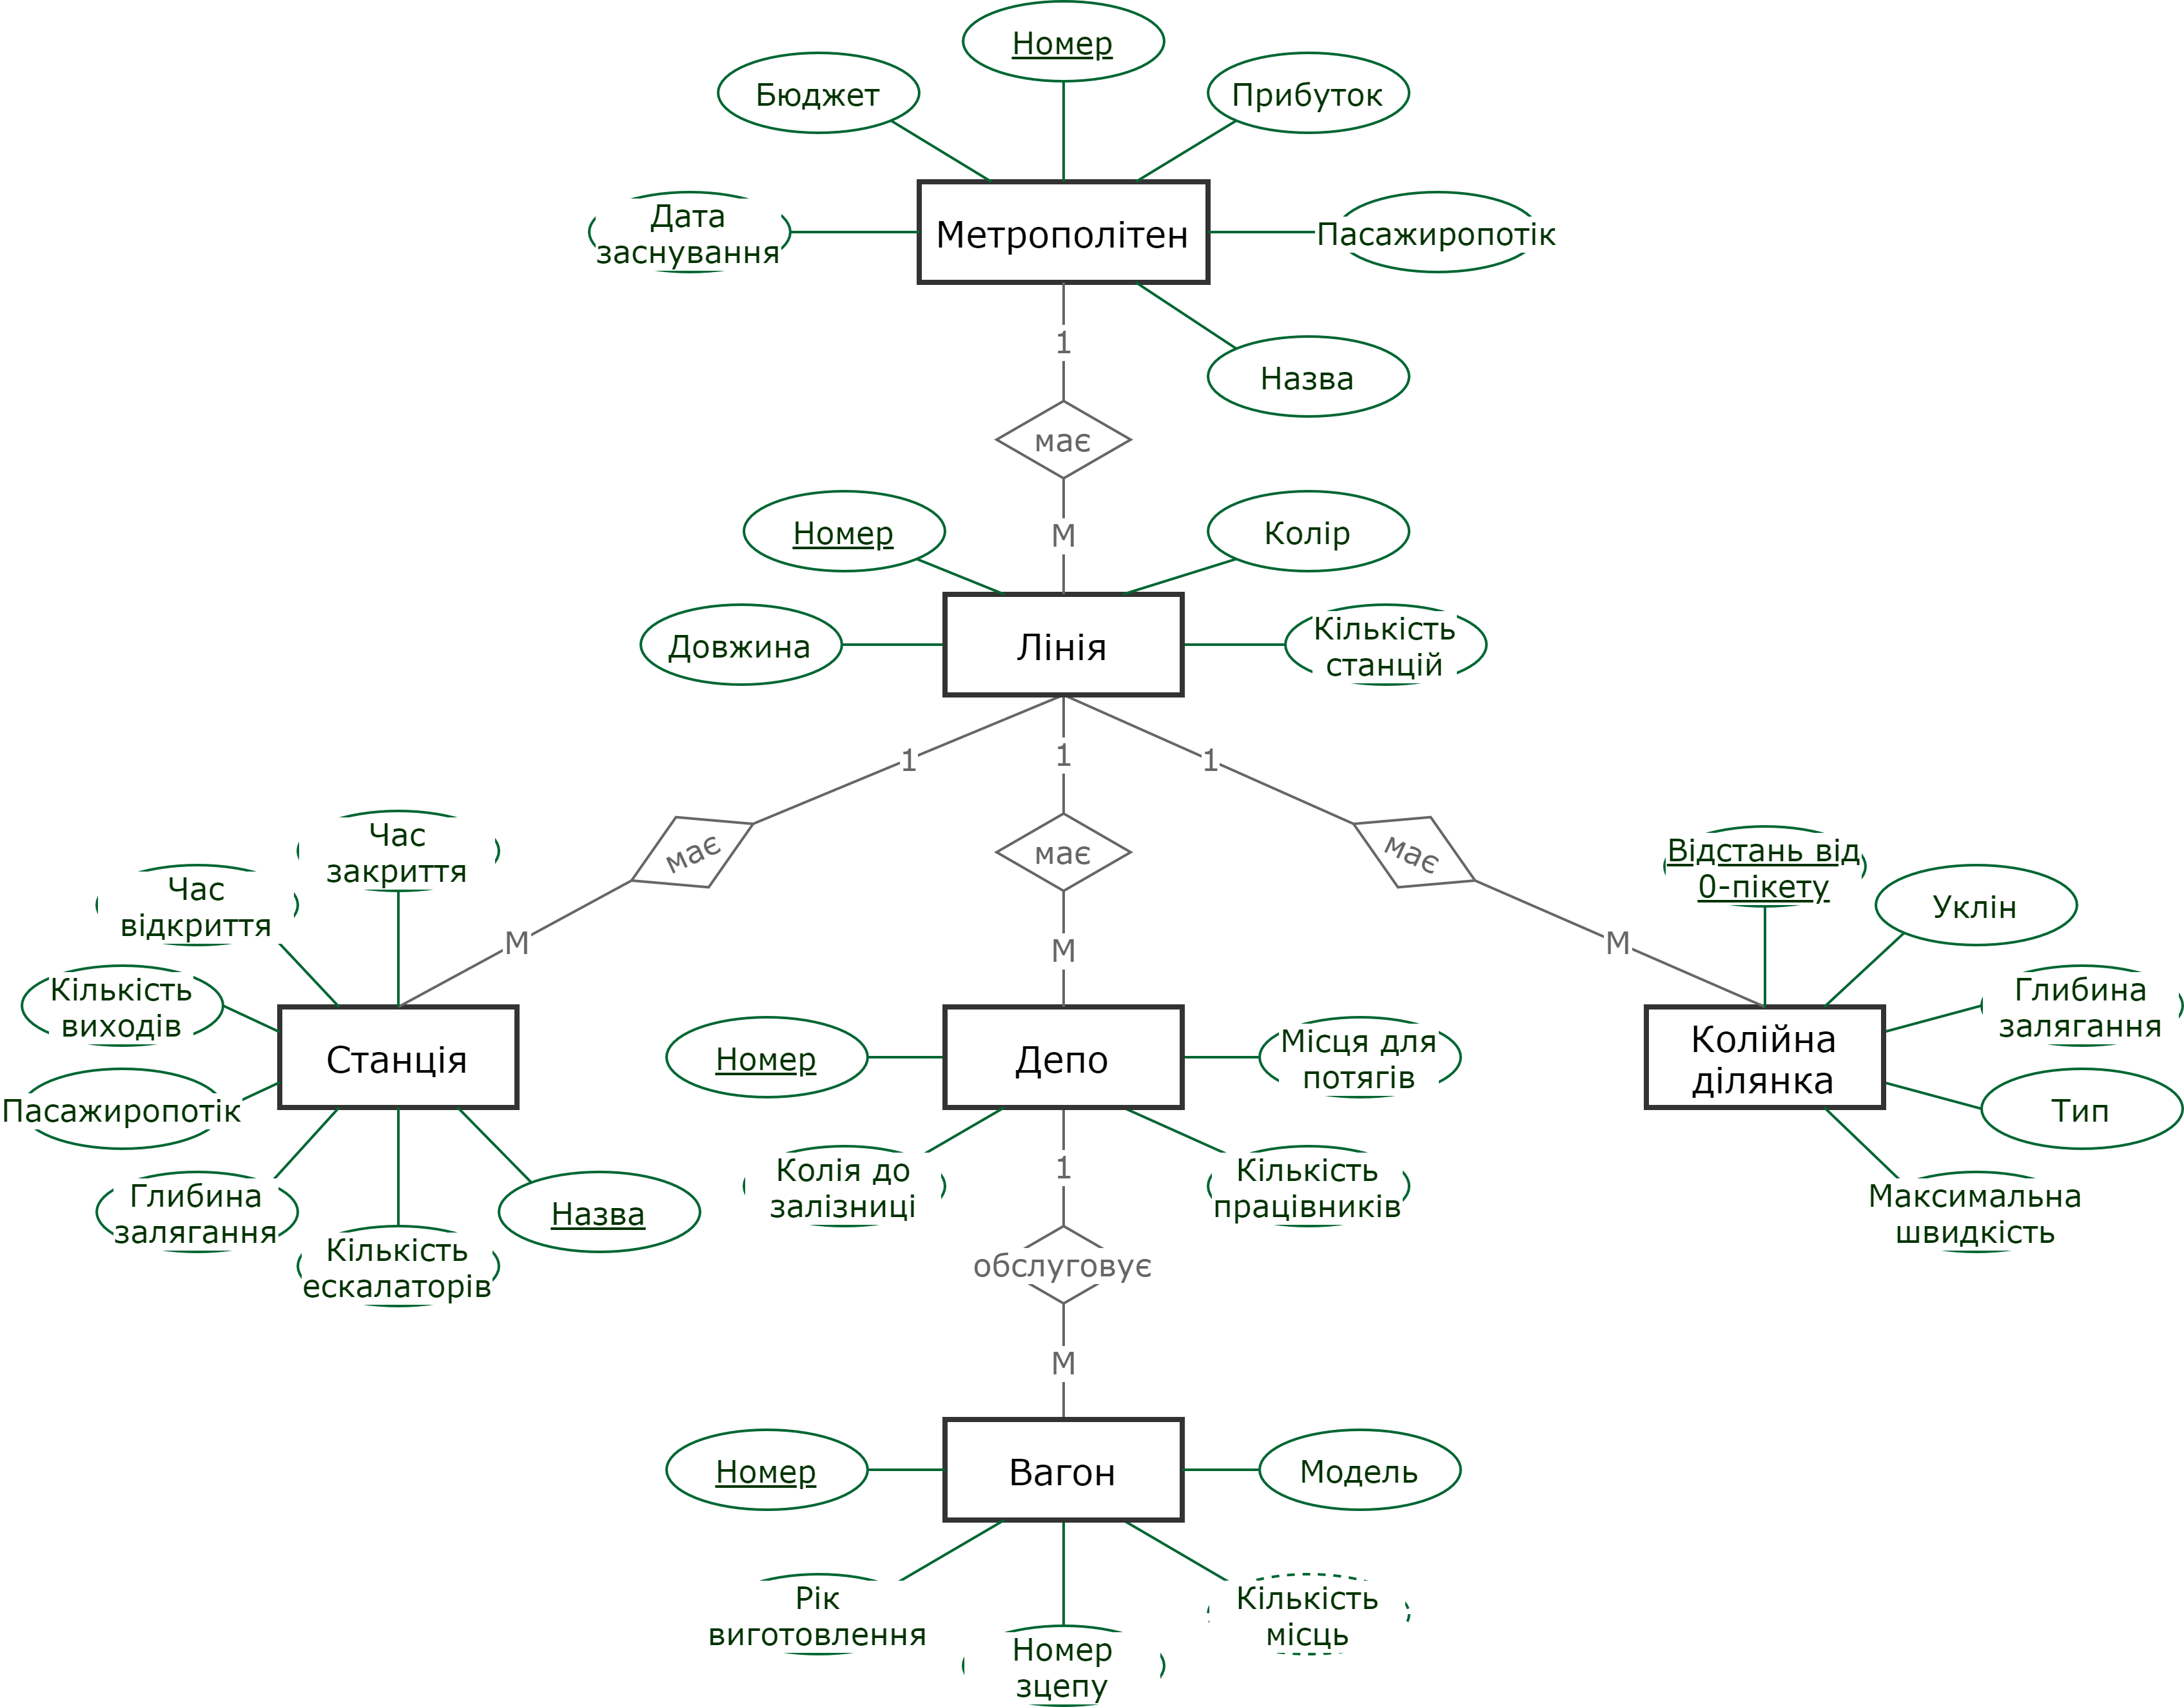 Номер
Бюджет
Прибуток
Дата
заснування
Метрополітен
Пасажиропотік
1
Назва
має
Номер
Колір
М
Довжина
Лінія
Кількість
станцій
1
1
1
Час
закриття
має
має
має
Відстань від
0-пікету
Час
відкриття
Уклін
М
М
М
Кількість
виходів
Глибина
залягання
Станція
Номер
Депо
Місця для
потягів
Колійна
ділянка
Пасажиропотік
Тип
Глибина
залягання
Кількість
ескалаторів
Назва
Колія до
залізниці
1
Кількість
працівників
Максимальна
швидкість
обслуговує
М
Номер
Вагон
Модель
Рік
виготовлення
Номер
зцепу
Кількість
місць